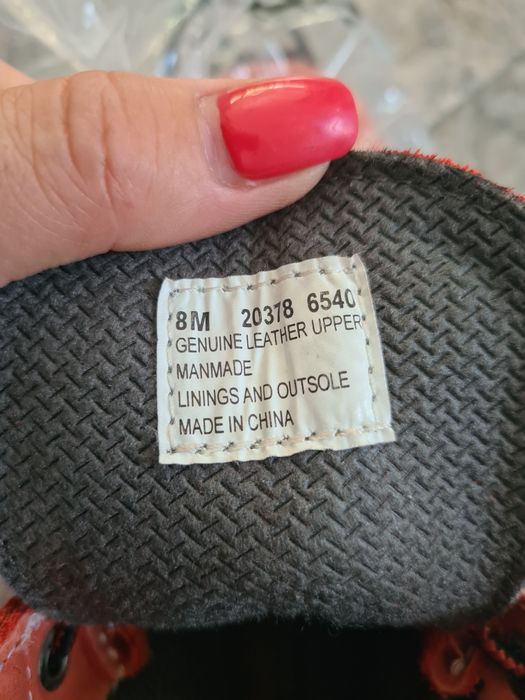 8M 20378 6540
GENUINE LEATHER UPPER
MANMADE
LININGS AND OUTSOLE
MADE IN CHINA